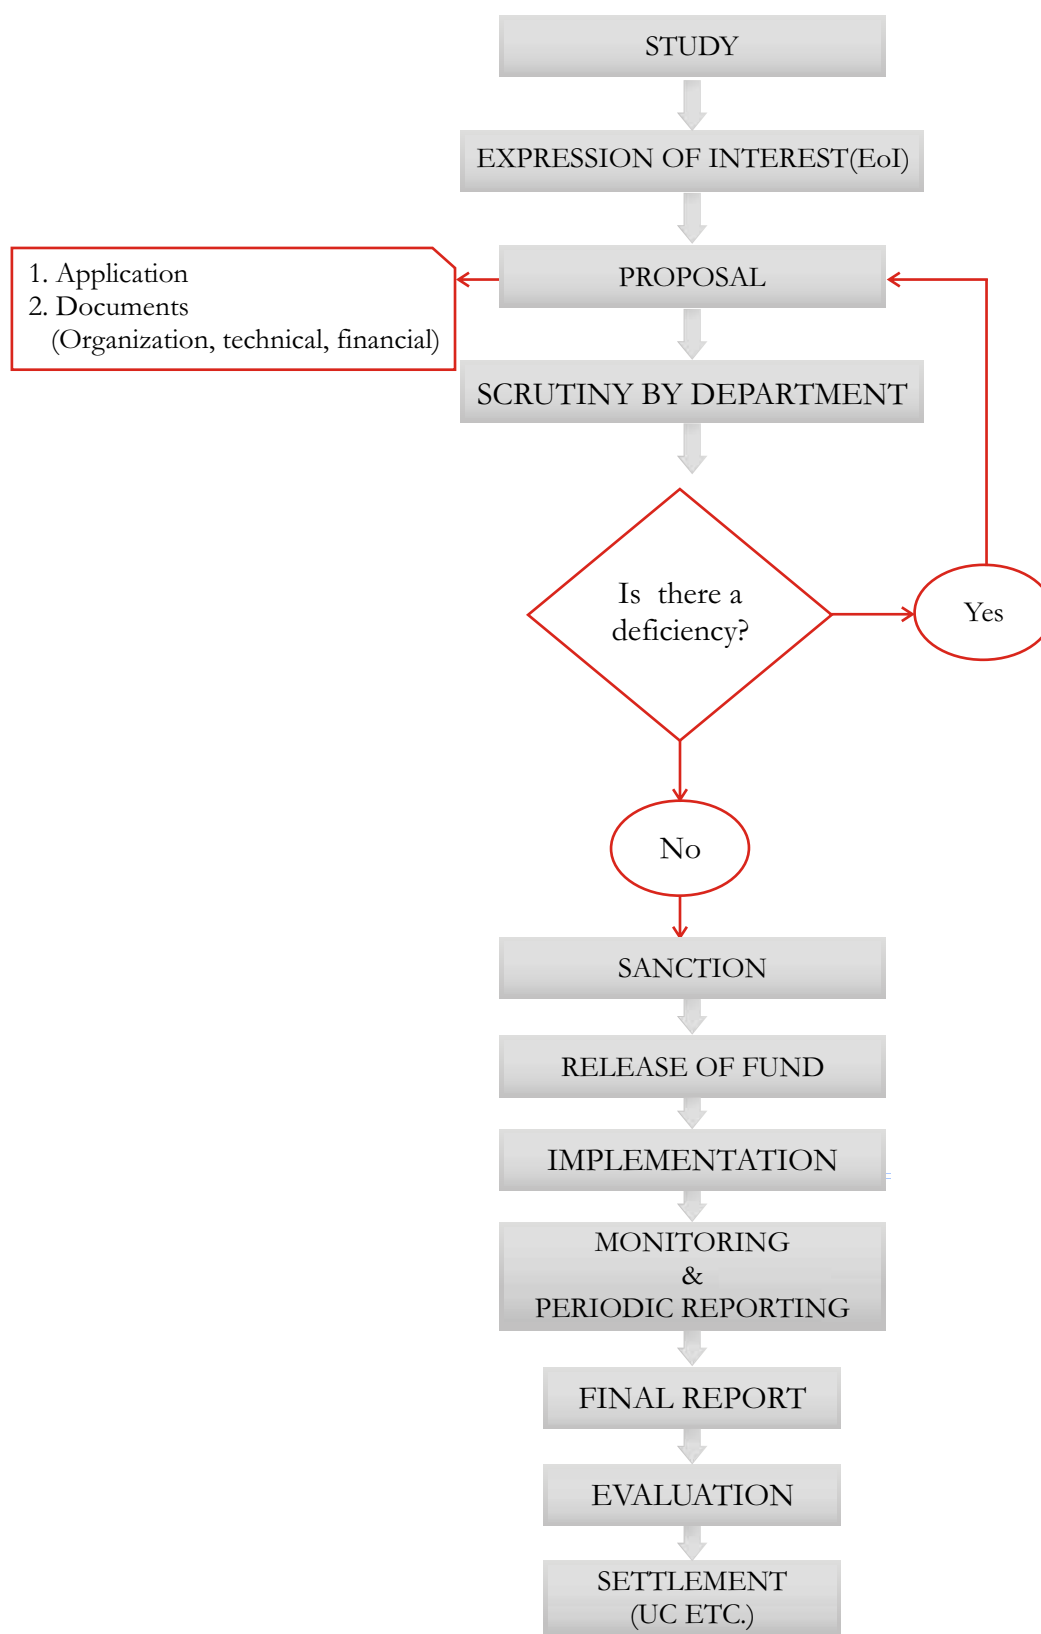 STUDY
EXPRESSION OF INTEREST(EoI)
PROPOSAL
1. Application
2. Documents
(Organization, technical, financial)
SCRUTINY BY DEPARTMENT
Is there a
deficiency?
Yes
No
SANCTION
RELEASE OF FUND
IMPLEMENTATION
MONITORING
&
PERIODIC REPORTING
FINAL REPORT
EVALUATION
SETTLEMENT
(UC ETC.)